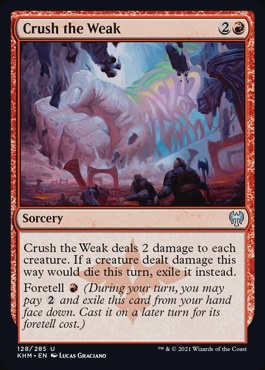 Crush the Weak 2
Sorcery
Crush the Weak deals 2 damage to each
creature. If a creature dealt damage this
way would die this turn, exile it instead.
Foretell (During your turn, you may
pay 2 and exile this card from your hand
face down. Cast it on a later turn for its
foretell cost.)
128/285 U
KHM • EN LUCAS GRACIANO
™ & © 2021 Wizards of the Coast